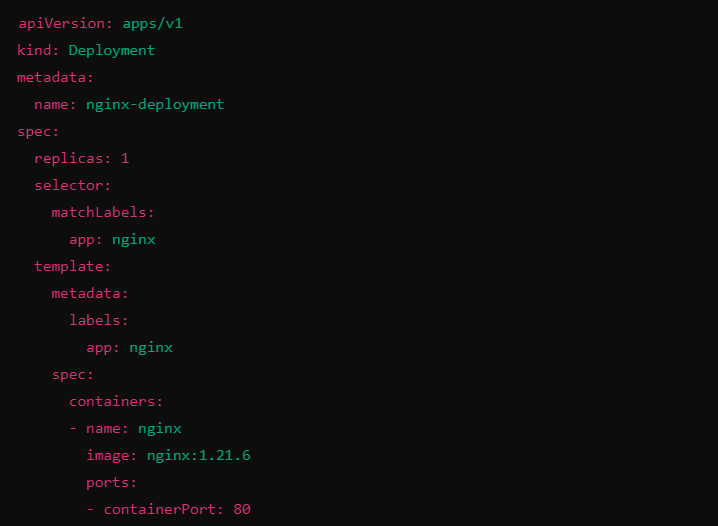 apiVersion: apps/v1
kind: Deployment
metadata:
  name: nginx-deployment
spec:
  replicas: 1
  selector:
    matchLabels:
      app: nginx
  template:
    metadata:
      labels:
        app: nginx
    spec:
      containers:
      - name: nginx
        image: nginx:1.21.6
        ports:
        - containerPort: 80